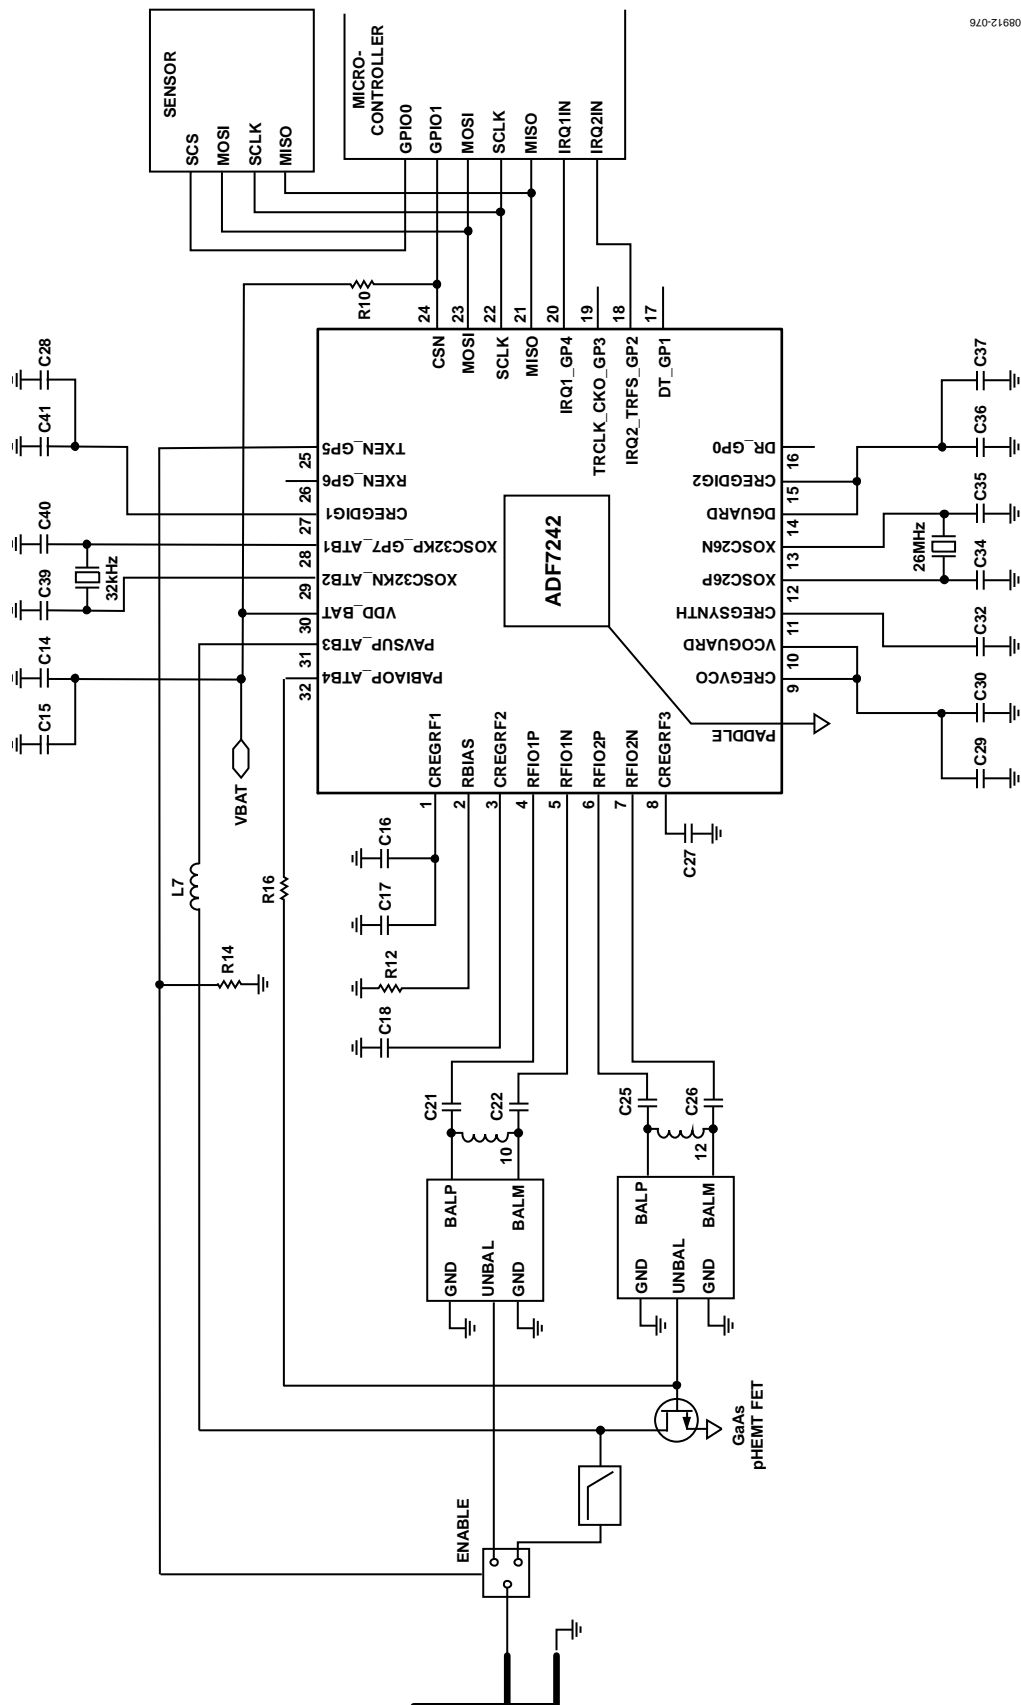 08912-076
SENSOR
SCS
MOSI
SCLK
MISO
MICRO-
CONTROLLER
GPIO0
GPIO1
MOSI
SCLK
MISO
IRQ1IN
IRQ2IN
R10
24
23
22
21
20
19
18
17
CSN
MOSI
SCLK
MISO
IRQ1_GP4
TRCLK_CKO_GP3
IRQ2_TRFS_GP2
DT_GP1
C28
C41
C40
32kHz
C39
C14
C15
VBAT
25
26
27
28
29
30
31
32
TXEN_GP5
RXEN_GP6
CREGDIG1
XOSC32KP_GP7_ATB1
XOSC32KN_ATB2
VDD_BAT
PAVSUP_ATB3
PABIAOP_ATB4
ADF7242
DR_GP0
CREGDIG2
DGUARD
XOSC26N
XOSC26P
CREGSYNTH
VCOGUARD
CREGVCO
PADDLE
16
15
14
13
12
11
10
9
C37
C36
C35
26MHz
C34
C32
C30
C29
CREGRF1
RBIAS
CREGRF2
RFIO1P
RFIO1N
RFIO2P
RFIO2N
CREGRF3
1
2
3
4
5
6
7
8
L7
R16
R14
C16
C17
R12
C18
C27
C21
C22
10
C25
C26
12
BALP
BALM
GND
UNBAL
GND
BALP
BALM
GND
UNBAL
GND
GaAs
pHEMT FET
ENABLE